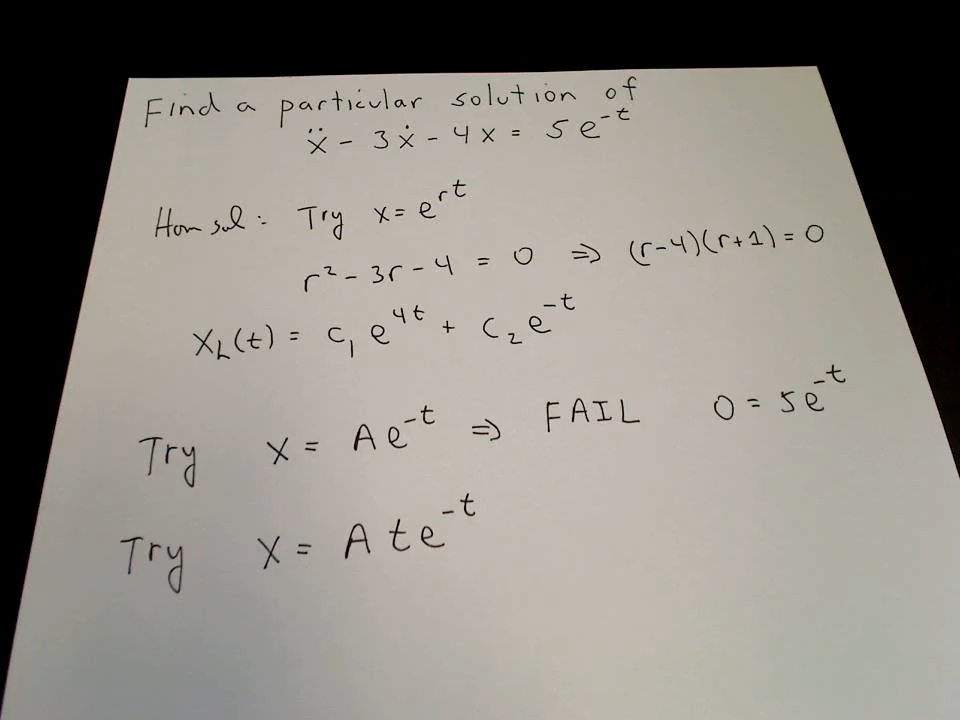 Find a particular solution of
ẍ - 3ẋ - 4x = 5e^-t
Hom sol: Try x = e^rt
r² - 3r - 4 = 0 ⇒ (r-4)(r+1) = 0
x_h(t) = c₁e^4t + c₂e^-t
Try x = Ae^-t ⇒ FAIL 0 = 5e^-t
Try x = Ate^-t